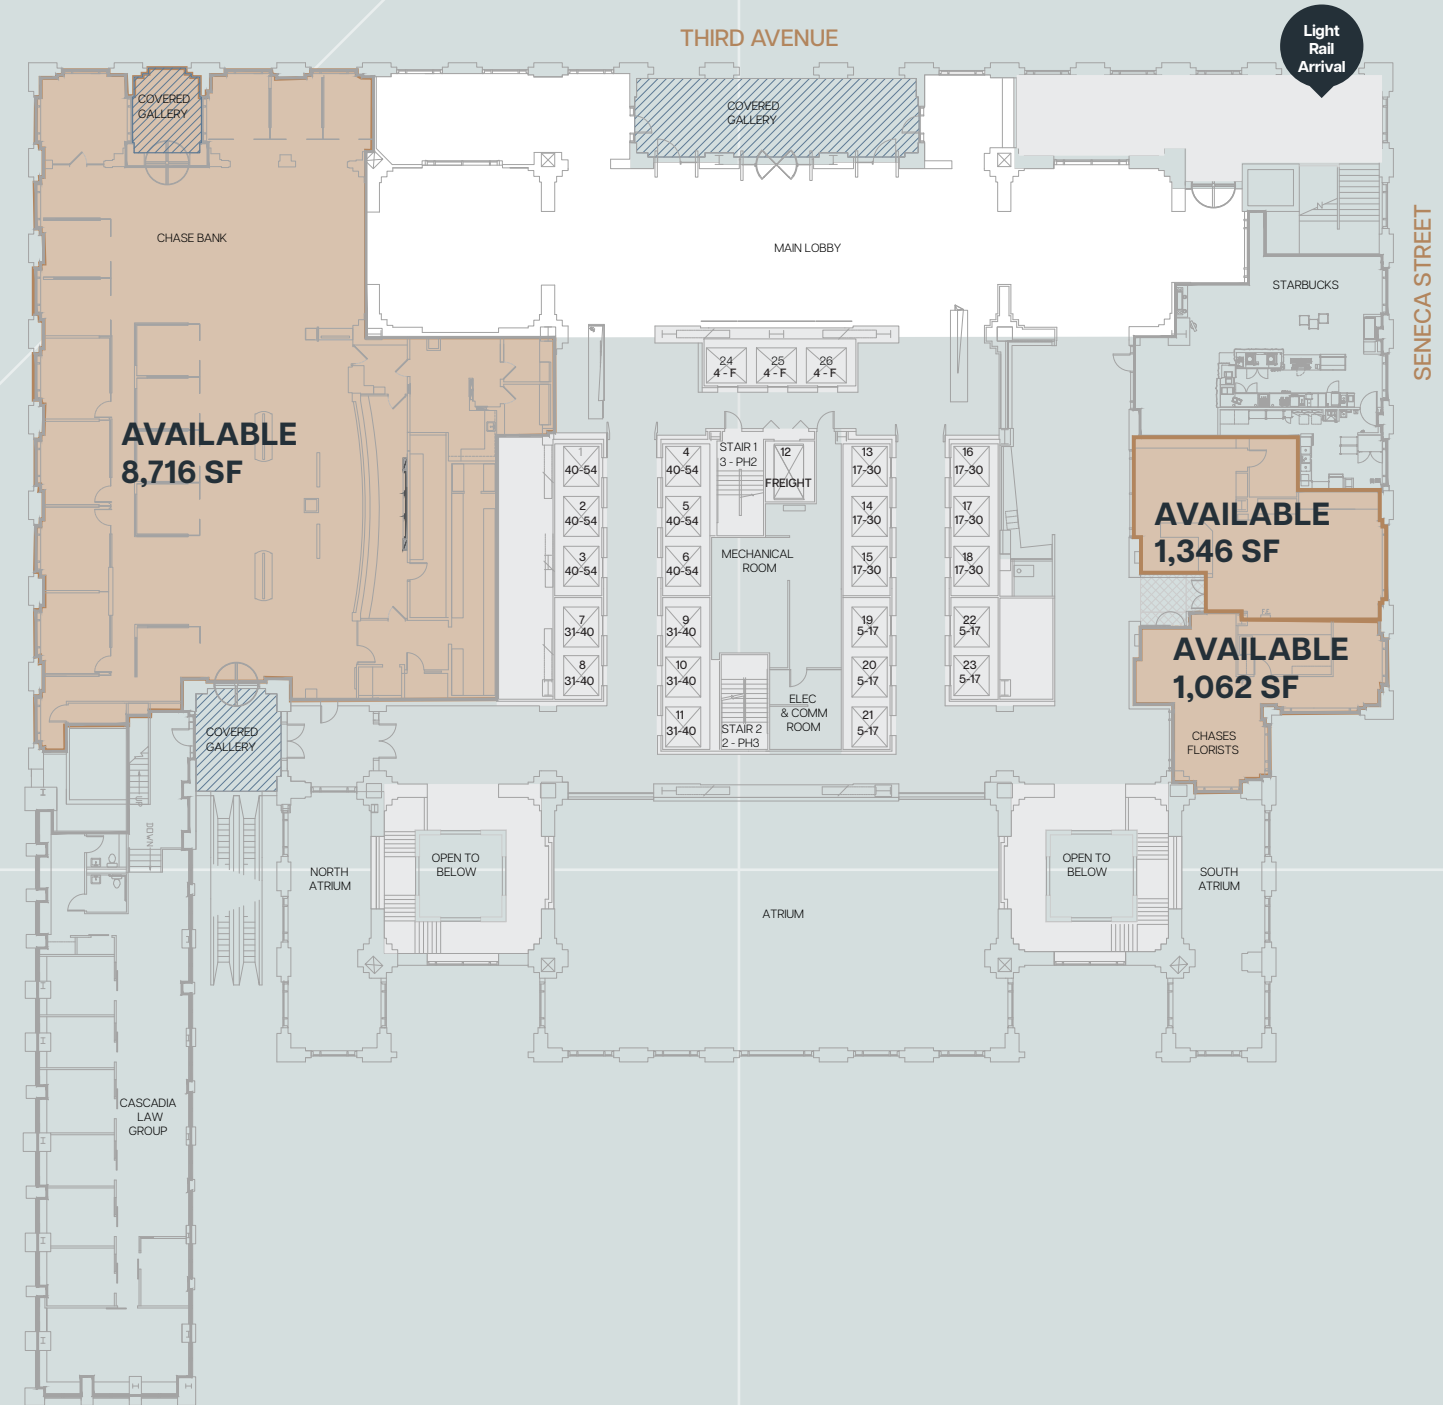 THIRD AVENUE
Light
Rail
Arrival
COVERED
GALLERY
COVERED
GALLERY
CHASE BANK
MAIN LOBBY
SENECA STREET
STARBUCKS
24
4 - F
25
4 - F
26
4 - F
AVAILABLE
8,716 SF
1
40-54
2
40-54
3
40-54
7
31-40
8
31-40
4
40-54
5
40-54
6
40-54
9
31-40
10
31-40
11
31-40
STAIR 1
3 - PH2
12
FREIGHT
MECHANICAL
ROOM
ELEC
& COMM
ROOM
STAIR 2
2 - PH3
13
17-30
14
17-30
15
17-30
19
5-17
20
5-17
21
5-17
16
17-30
17
17-30
18
17-30
22
5-17
23
5-17
AVAILABLE
1,346 SF
AVAILABLE
1,062 SF
CHASES
FLORISTS
COVERED
GALLERY
UP
DOWN
NORTH
ATRIUM
OPEN TO
BELOW
ATRIUM
OPEN TO
BELOW
SOUTH
ATRIUM
CASCADIA
LAW
GROUP